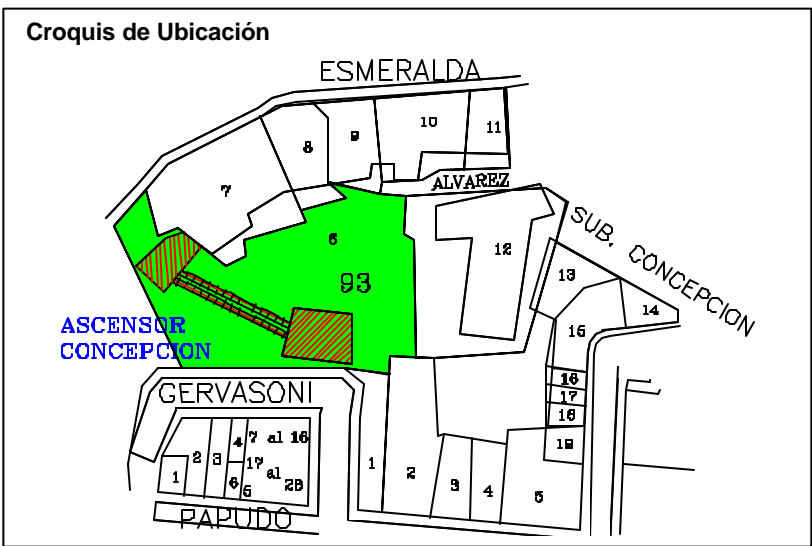 Croquis de Ubicación
ESMERALDA
10
11
8
9
7
ALVAREZ
SUB. CONCEPCION
6
12
93
13
14
15
ASCENSOR
CONCEPCION
GERVASONI
16
17
18
19
4 7 al 16
2 3
17 al 28
1
6 5
1
2
3
4
5
PAPUDO